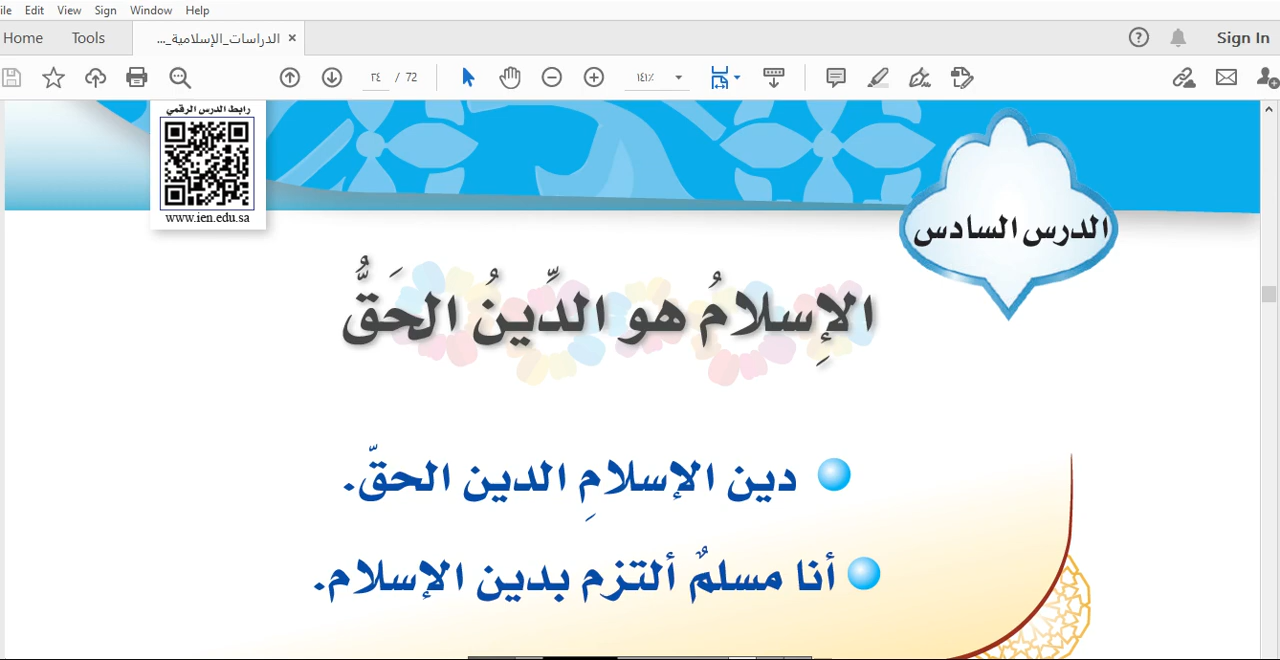 ile Edit View Sign Window Help
Home Tools الدراسات_الإسلامية_... × Sign In
٢٤ / 72 ١٤١٪
رابط الدرس الرقمي
www.ien.edu.sa
الدرس السادس
الإِسلامُ هو الدِّينُ الحَقُّ
دين الإسلامِ الدين الحقّ.
أنا مسلمٌ ألتزم بدين الإسلام.